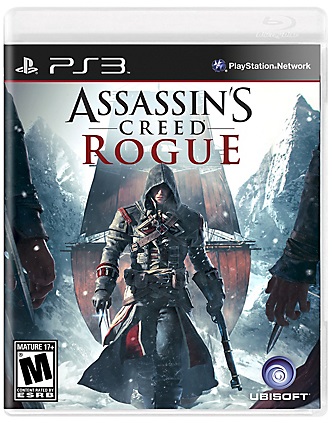 PS3
PlayStation Network
ASSASSIN'S
CREED
ROGUE
MATURE 17+
M
CONTENT RATED BY
ESRB
UBISOFT